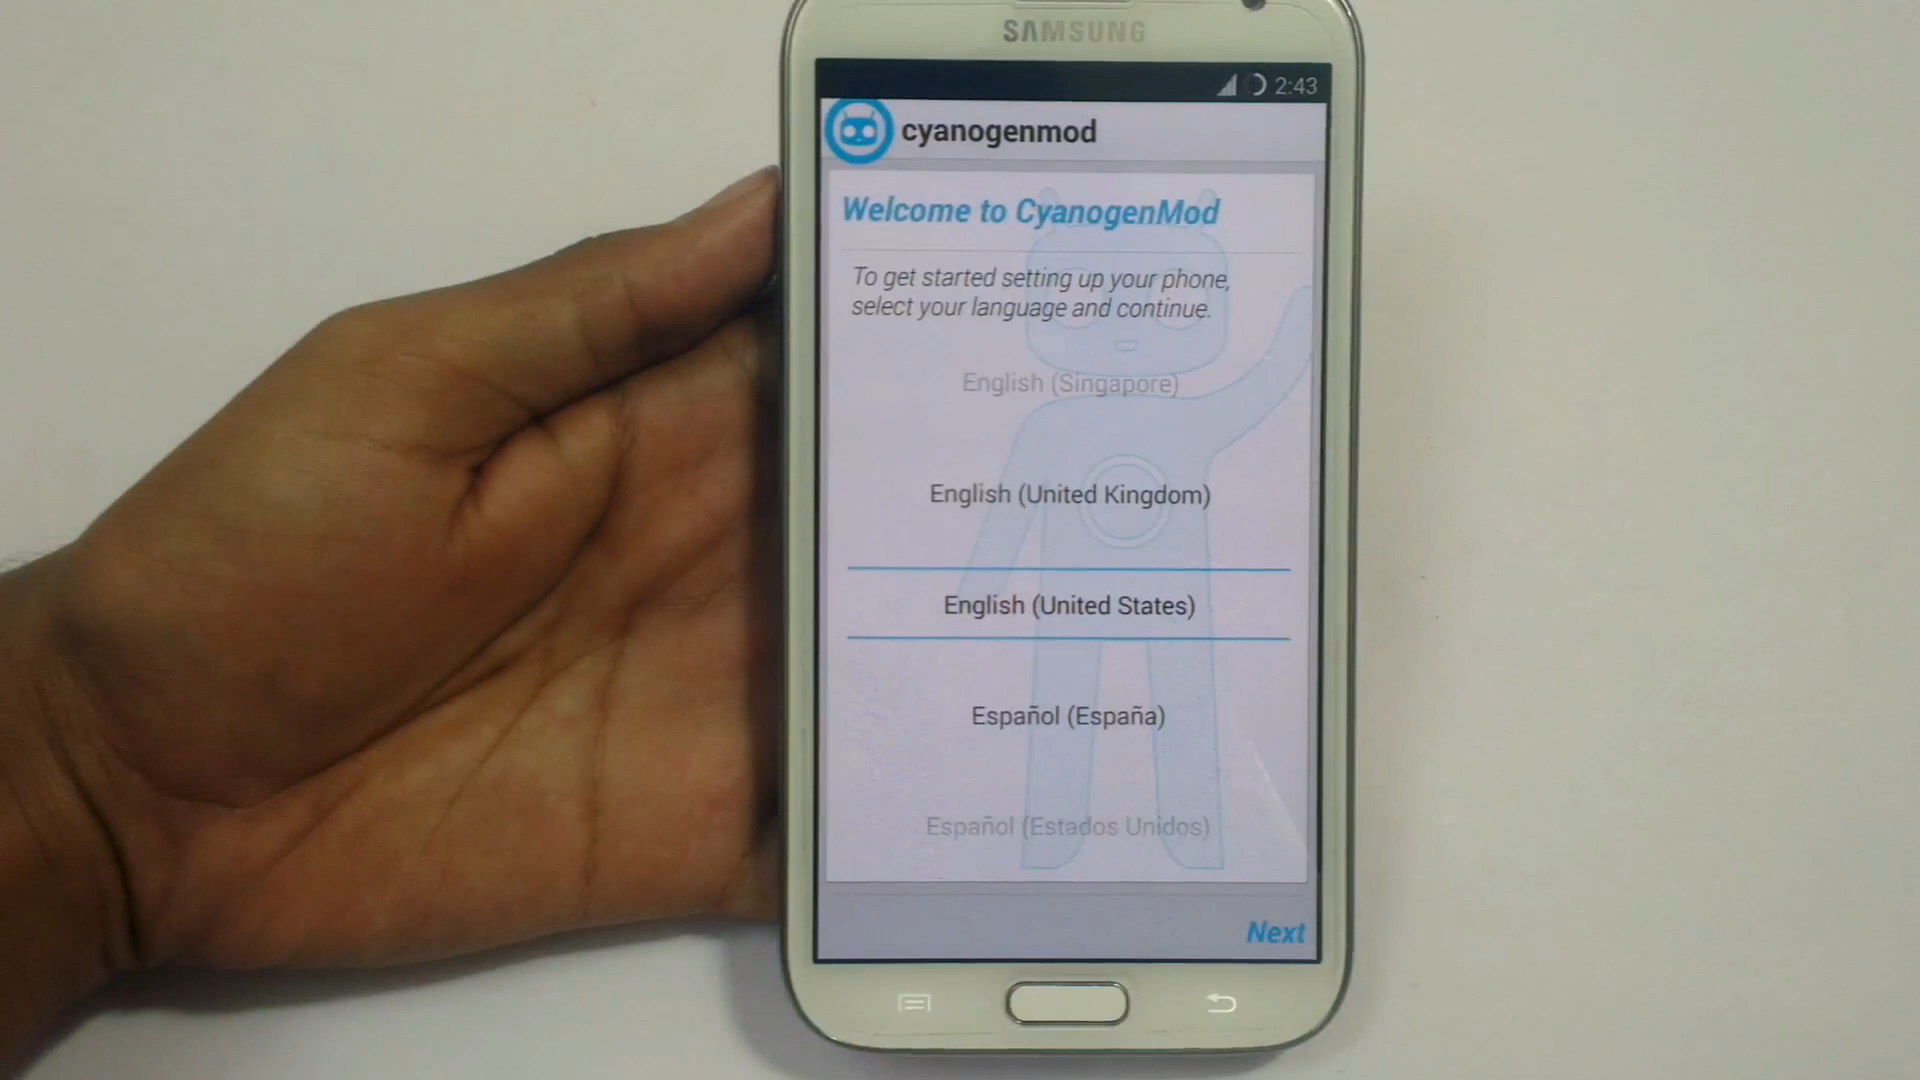 SAMSUNG
2:43
cyanogenmod
Welcome to CyanogenMod
To get started setting up your phone,
select your language and continue.
English (Singapore)
English (United Kingdom)
English (United States)
Español (España)
Español (Estados Unidos)
Next